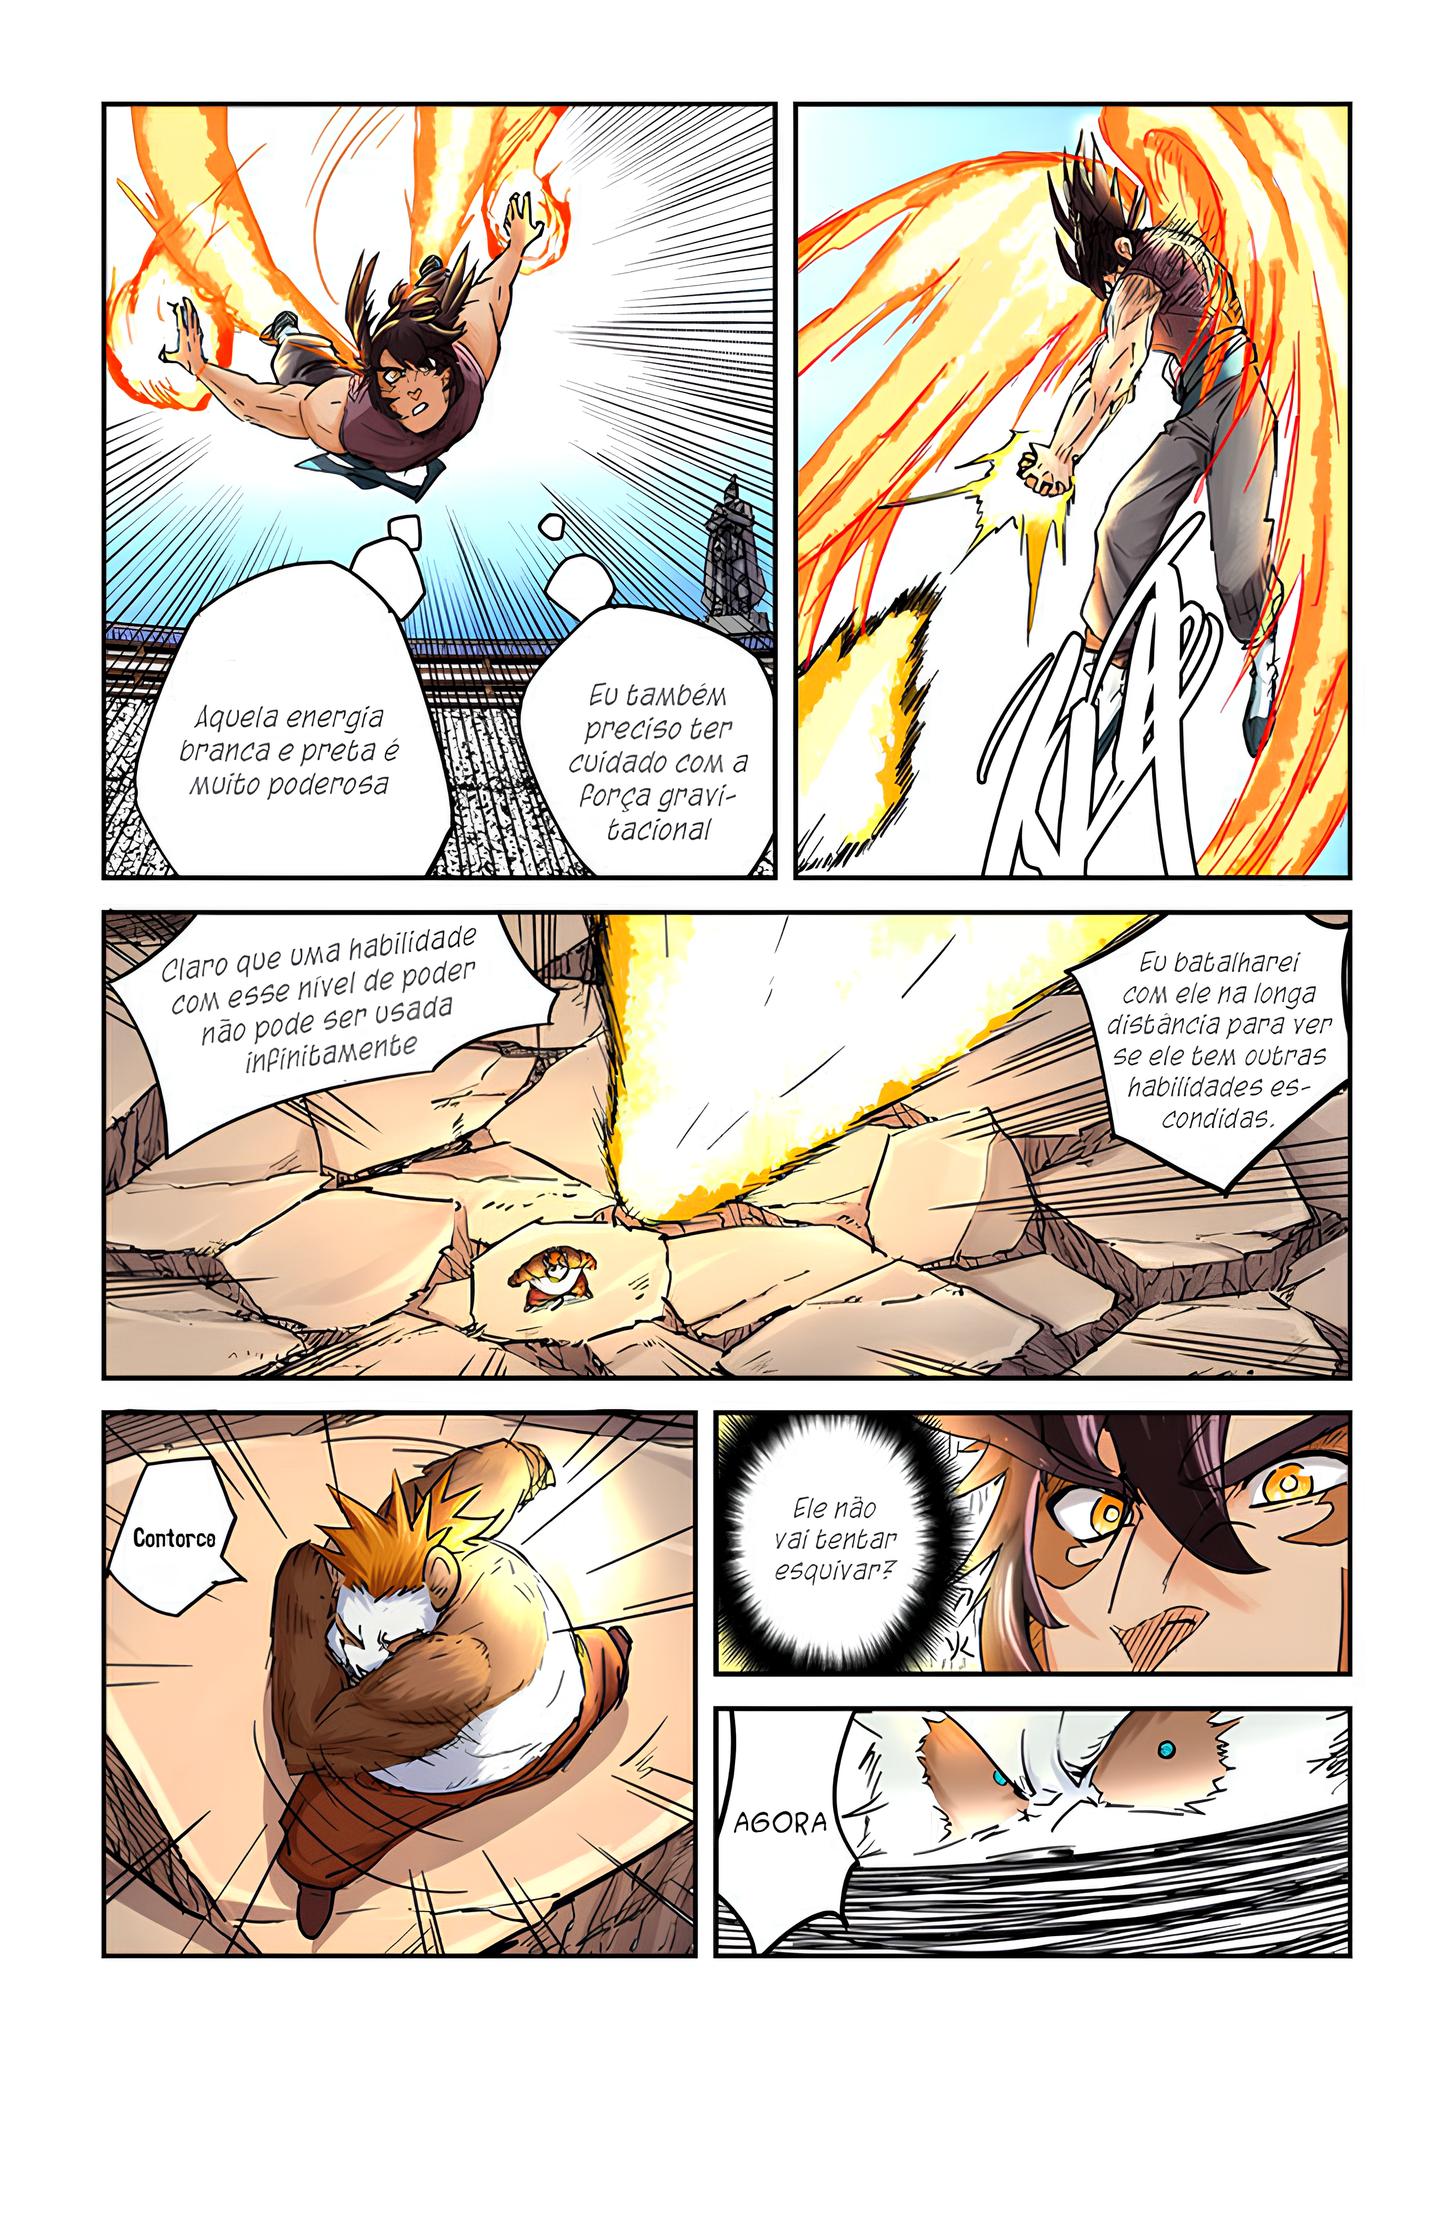 Aquela energia
branca e preta é
muito poderosa
Eu também
preciso ter
cuidado com a
força gravi-
tacional
Claro que uma habilidade
com esse nível de poder
não pode ser usada
infinitamente
Eu batalharei
com ele na longa
distância para ver
se ele tem outras
habilidades es-
condidas.
Contorce
Ele não
vai tentar
esquivar?
AGORA